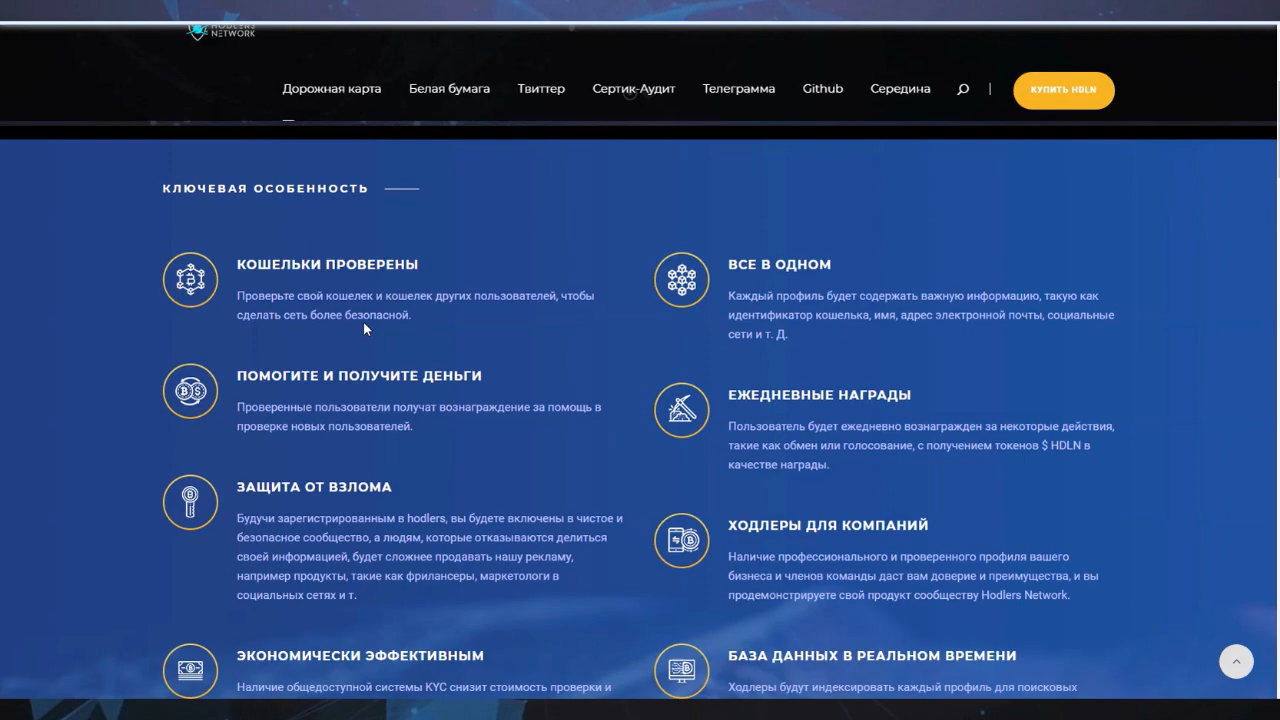 HODLERS
NETWORK
Дорожная карта Белая бумага Твиттер Сертик-Аудит Телеграмма Github Середина КУПИТЬ HDLN
КЛЮЧЕВАЯ ОСОБЕННОСТЬ
КОШЕЛЬКИ ПРОВЕРЕНЫ
Проверьте свой кошелек и кошелек других пользователей, чтобы
сделать сеть более безопасной.
ПОМОГИТЕ И ПОЛУЧИТЕ ДЕНЬГИ
Проверенные пользователи получат вознаграждение за помощь в
проверке новых пользователей.
ЗАЩИТА ОТ ВЗЛОМА
Будучи зарегистрированным в hodlers, вы будете включены в чистое и
безопасное сообщество, а людям, которые отказываются делиться
своей информацией, будет сложнее продавать нашу рекламу,
например продукты, такие как фрилансеры, маркетологи в
социальных сетях и т.
ЭКОНОМИЧЕСКИ ЭФФЕКТИВНЫМ
Наличие общедоступной системы KYC снизит стоимость проверки и
ВСЕ В ОДНОМ
Каждый профиль будет содержать важную информацию, такую как
идентификатор кошелька, имя, адрес электронной почты, социальные
сети и т. Д.
ЕЖЕДНЕВНЫЕ НАГРАДЫ
Пользователь будет ежедневно вознагражден за некоторые действия,
такие как обмен или голосование, с получением токенов $ HDLN в
качестве награды.
ХОДЛЕРЫ ДЛЯ КОМПАНИЙ
Наличие профессионального и проверенного профиля вашего
бизнеса и членов команды даст вам доверие и преимущества, и вы
продемонстрируете свой продукт сообществу Hodlers Network.
БАЗА ДАННЫХ В РЕАЛЬНОМ ВРЕМЕНИ
Ходлеры будут индексировать каждый профиль для поисковых